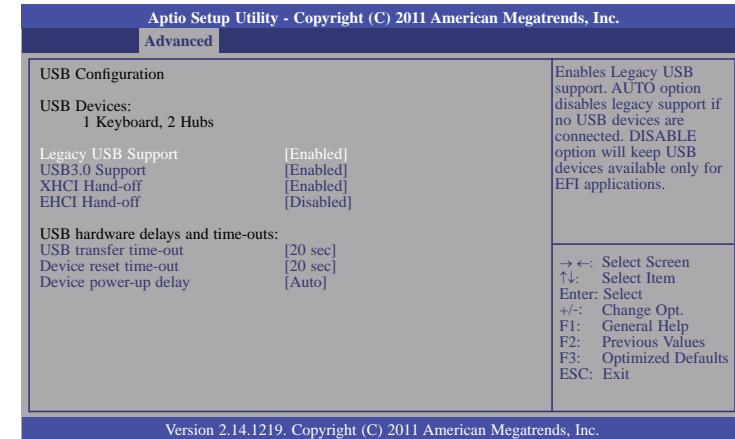 Aptio Setup Utility - Copyright (C) 2011 American Megatrends, Inc.
Advanced
USB Configuration
USB Devices:
1 Keyboard, 2 Hubs
Legacy USB Support [Enabled]
USB3.0 Support [Enabled]
XHCI Hand-off [Enabled]
EHCI Hand-off [Disabled]
USB hardware delays and time-outs:
USB transfer time-out [20 sec]
Device reset time-out [20 sec]
Device power-up delay [Auto]
Enables Legacy USB
support. AUTO option
disables legacy support if
no USB devices are
connected. DISABLE
option will keep USB
devices available only for
EFI applications.
→ ←: Select Screen
↑↓: Select Item
Enter: Select
+/-: Change Opt.
F1: General Help
F2: Previous Values
F3: Optimized Defaults
ESC: Exit
Version 2.14.1219. Copyright (C) 2011 American Megatrends, Inc.